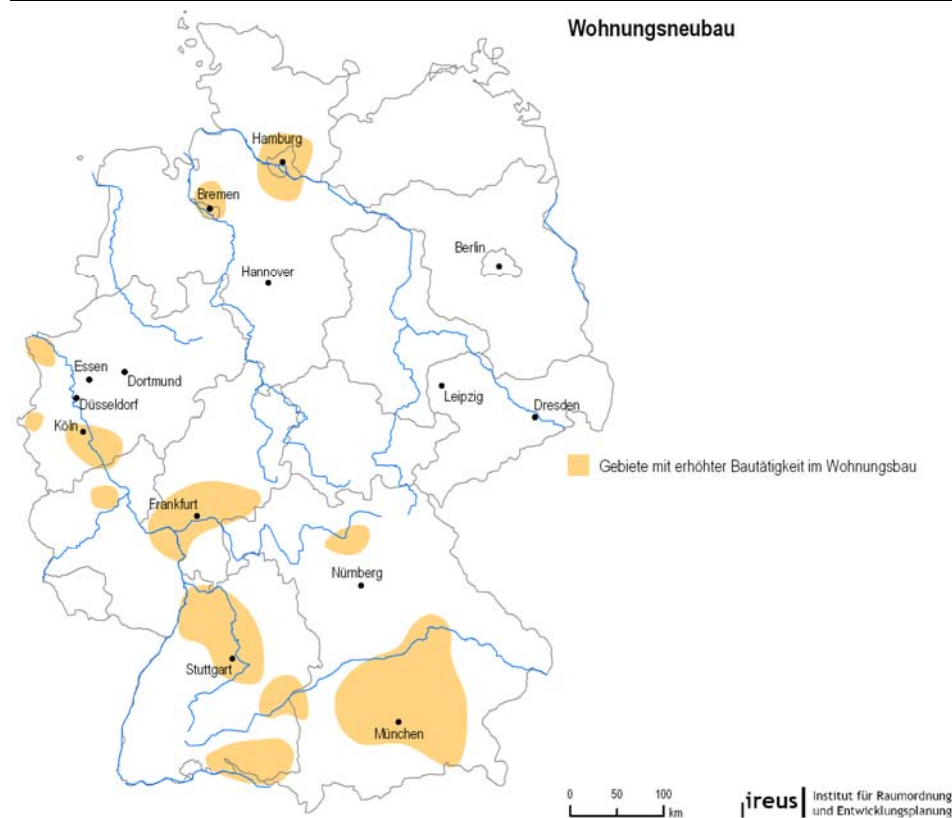 Wohnungsneubau
Hamburg
Bremen
Berlin
Hannover
Essen
Dortmund
Düsseldorf
Köln
Leipzig
Dresden
Gebiete mit erhöhter Bautätigkeit im Wohnungsbau
Frankfurt
Nürnberg
Stuttgart
München
0 50 100
km
ireus
Institut für Raumordnung
und Entwicklungsplanung